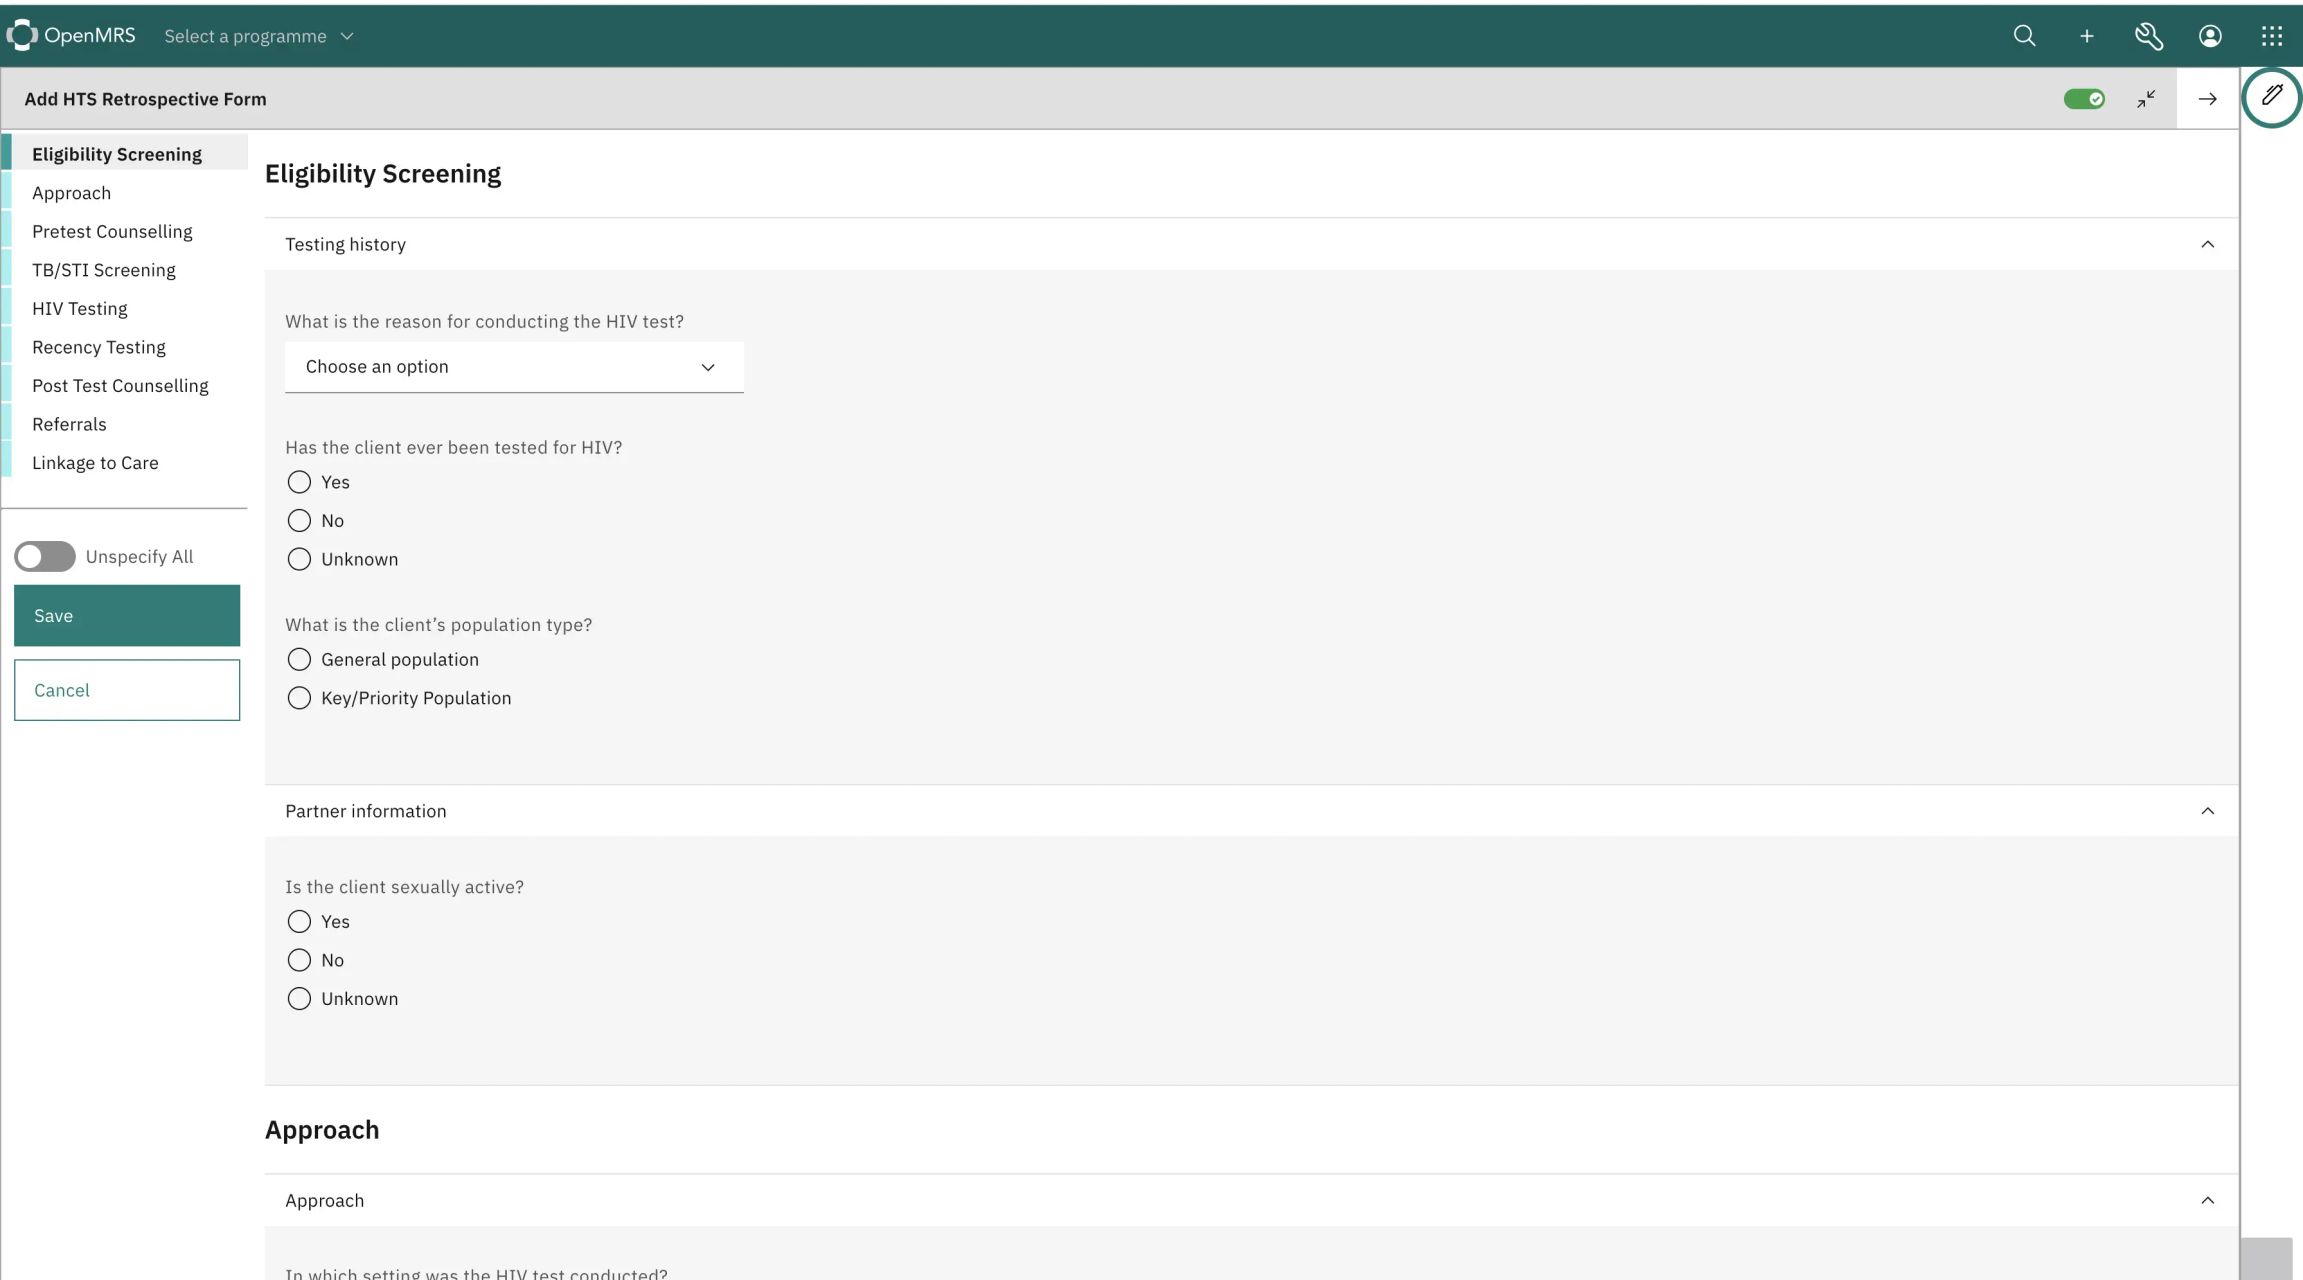 OpenMRS Select a programme
Add HTS Retrospective Form
Eligibility Screening
Approach
Pretest Counselling
TB/STI Screening
HIV Testing
Recency Testing
Post Test Counselling
Referrals
Linkage to Care
Unspecify All
Save
Cancel
Eligibility Screening
Testing history
What is the reason for conducting the HIV test?
Choose an option
Has the client ever been tested for HIV?
Yes
No
Unknown
What is the client’s population type?
General population
Key/Priority Population
Partner information
Is the client sexually active?
Yes
No
Unknown
Approach
Approach
In which setting was the HIV test conducted?